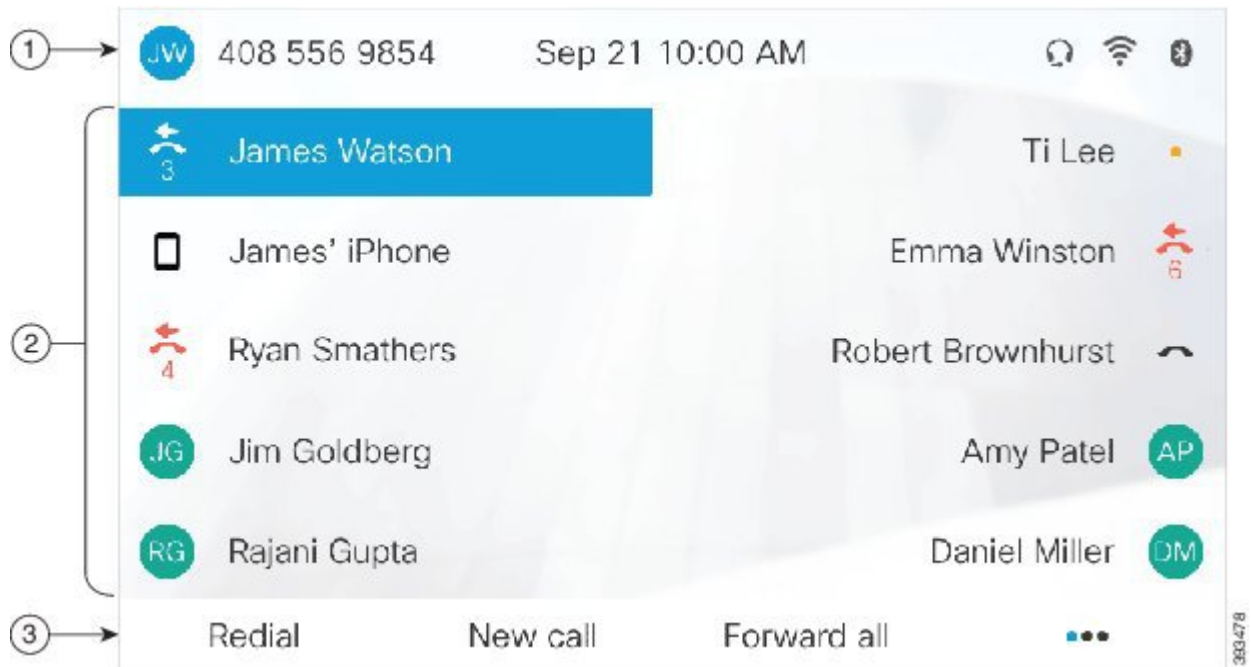 1
JW 408 556 9854 Sep 21 10:00 AM
3 James Watson Ti Lee
James’ iPhone Emma Winston 6
2
4 Ryan Smathers Robert Brownhurst
JG Jim Goldberg Amy Patel AP
RG Rajani Gupta Daniel Miller DM
3 Redial New call Forward all
393478